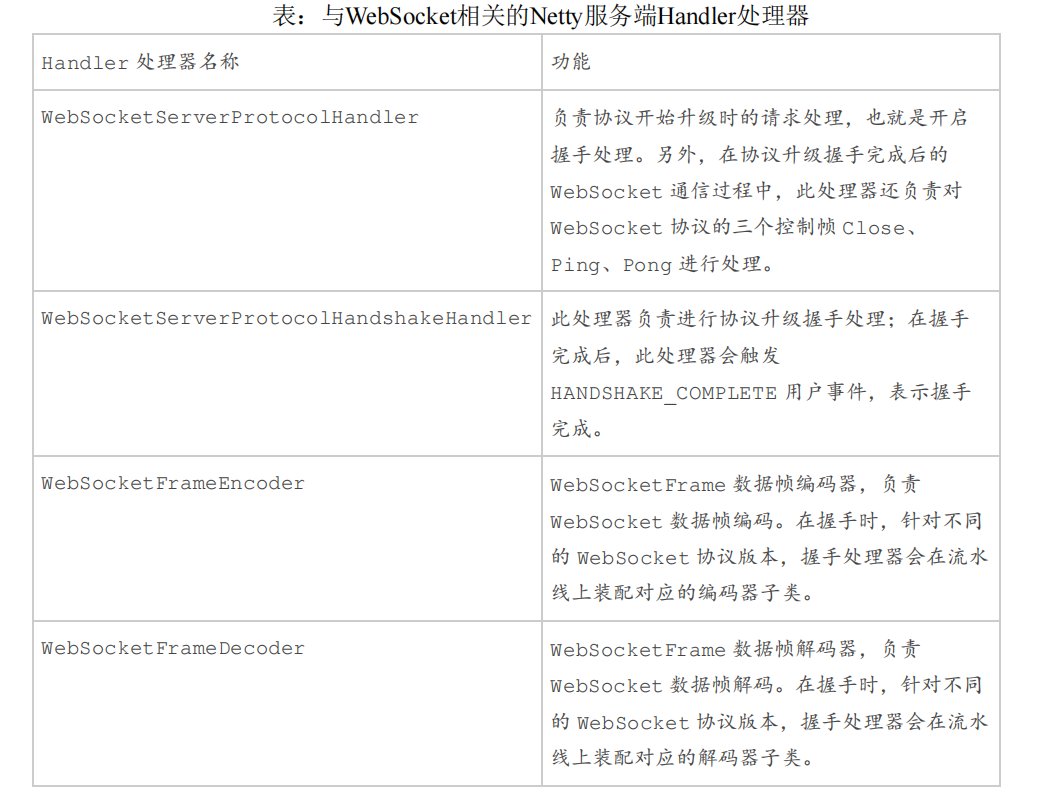 表：与WebSocket相关的Netty服务端Handler处理器
Handler 处理器名称
功能
WebSocketServerProtocolHandler
负责协议开始升级时的请求处理，也就是开启
握手处理。另外，在协议升级握手完成后的
WebSocket 通信过程中，此处理器还负责对
WebSocket 协议的三个控制帧 Close、
Ping、Pong 进行处理。
WebSocketServerProtocolHandshakeHandler
此处理器负责进行协议升级握手处理；在握手
完成后，此处理器会触发
HANDSHAKE_COMPLETE 用户事件，表示握手
完成。
WebSocketFrameEncoder
WebSocketFrame 数据帧编码器，负责
WebSocket 数据帧编码。在握手时，针对不同
的 WebSocket 协议版本，握手处理器会在流水
线上装配对应的编码器子类。
WebSocketFrameDecoder
WebSocketFrame 数据帧解码器，负责
WebSocket 数据帧解码。在握手时，针对不同
的 WebSocket 协议版本，握手处理器会在流水
线上装配对应的解码器子类。